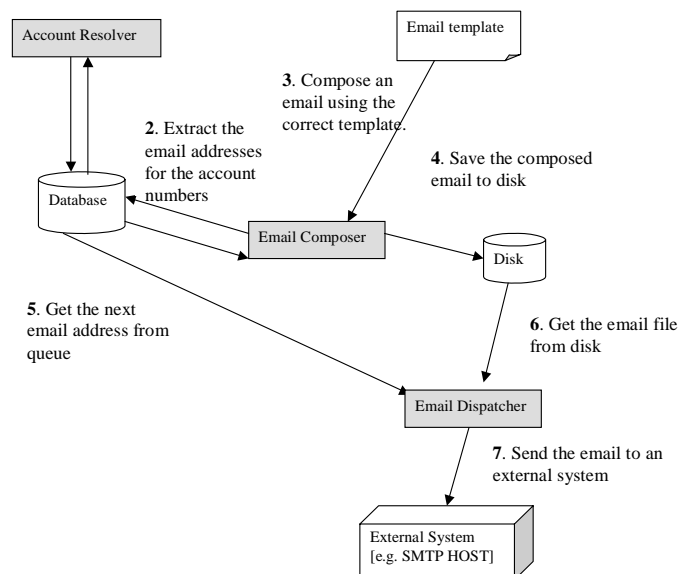 Account Resolver
Email template
3. Compose an
email using the
correct template.
2. Extract the
email addresses
for the account
numbers
4. Save the composed
email to disk
Database
Email Composer
Disk
5. Get the next
email address from
queue
6. Get the email file
from disk
Email Dispatcher
7. Send the email to an
external system
External System
[e.g. SMTP HOST]